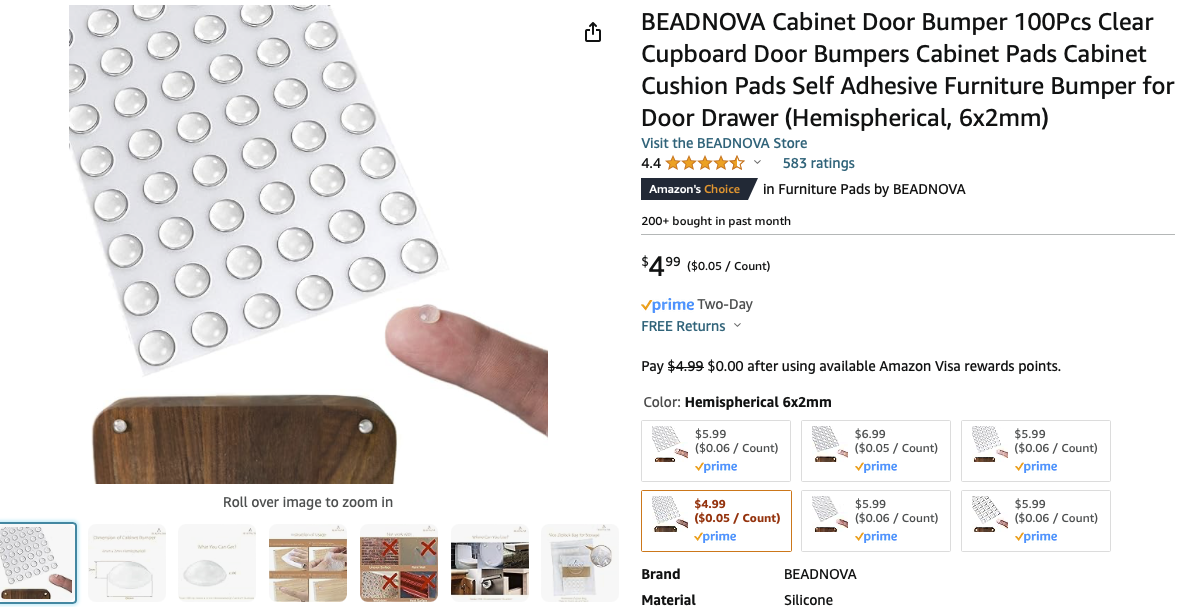 BEADNOVA Cabinet Door Bumper 100Pcs Clear
Cupboard Door Bumpers Cabinet Pads Cabinet
Cushion Pads Self Adhesive Furniture Bumper for
Door Drawer (Hemispherical, 6x2mm)
Visit the BEADNOVA Store
4.4 583 ratings
Amazon's Choice in Furniture Pads by BEADNOVA
200+ bought in past month
$4.99 ($0.05 / Count)
prime Two-Day
FREE Returns
Pay $4.99 $0.00 after using available Amazon Visa rewards points.
Color: Hemispherical 6x2mm
$5.99 $6.99 $5.99
($0.06 / Count) ($0.05 / Count) ($0.06 / Count)
prime prime prime
$4.99 $5.99 $5.99
($0.05 / Count) ($0.06 / Count) ($0.06 / Count)
prime prime prime
Brand BEADNOVA
Material Silicone
Roll over image to zoom in
What You Can Get?